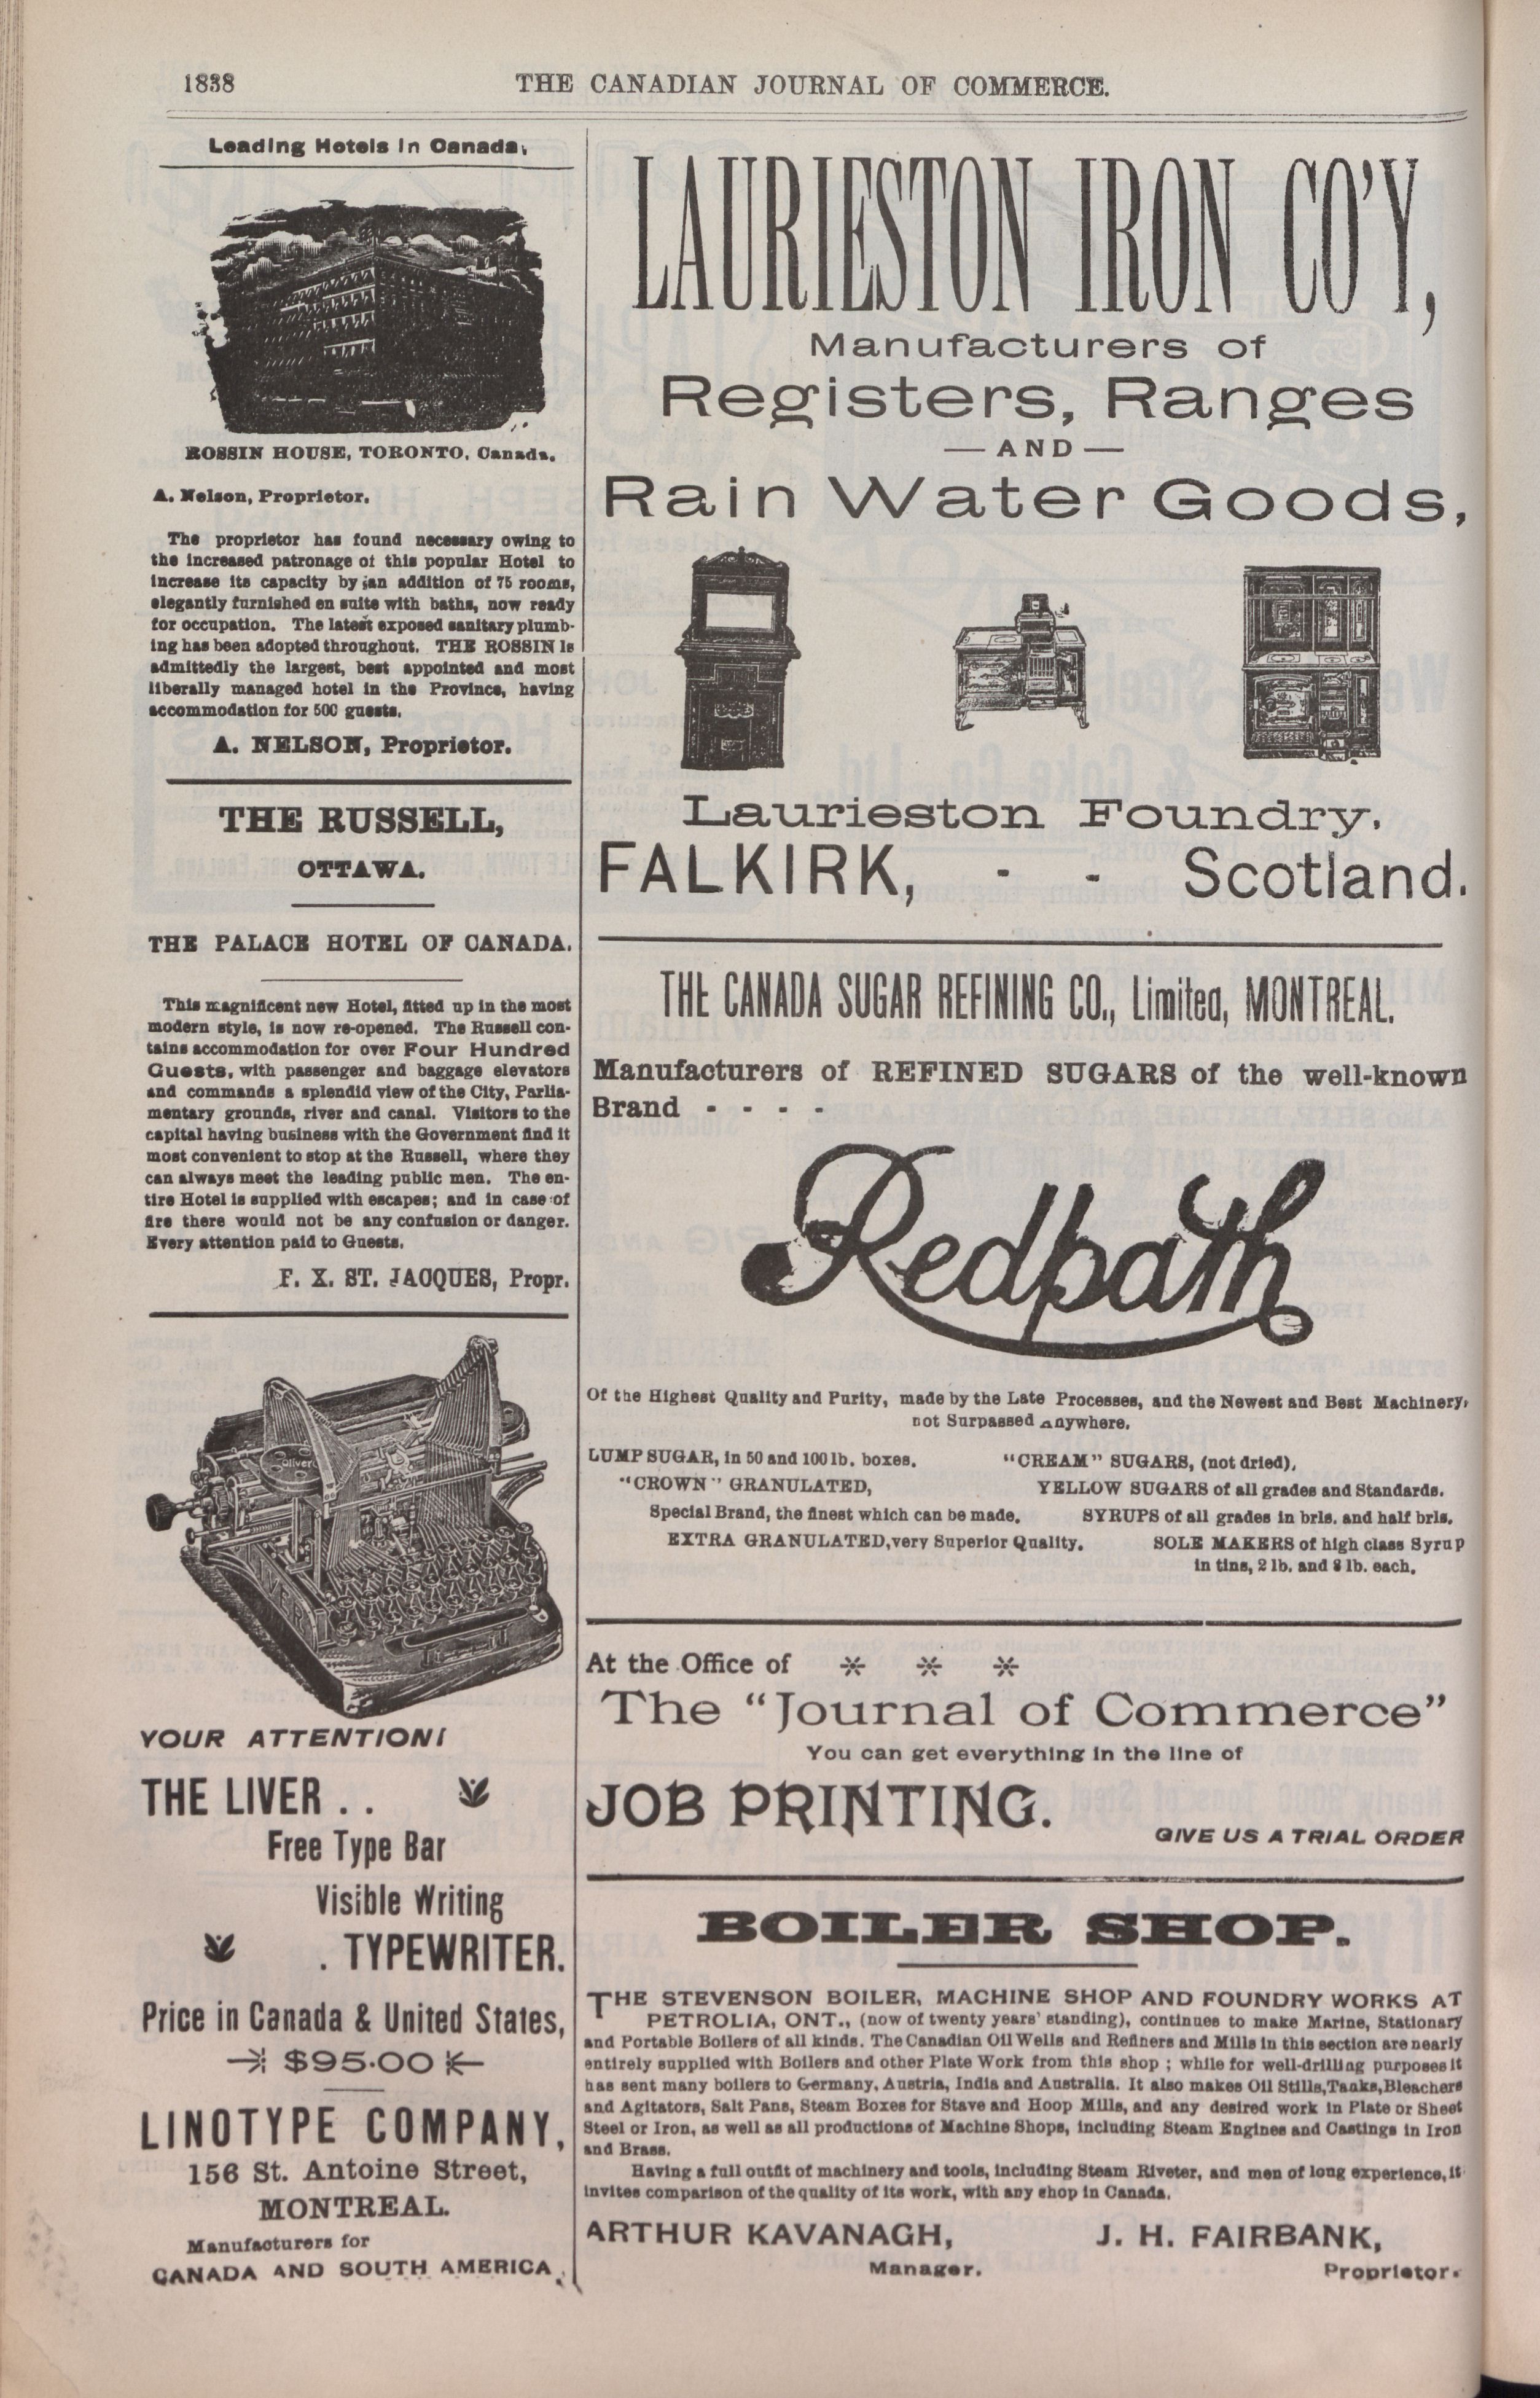 1838
THE CANADIAN JOURNAL OF COMMERCE.
Leading Hotels in Canada,
ROSSIN HOUSE, TORONTO, Canada.
A. Nelson, Proprietor.
The proprietor has found necessary owing to
the increased patronage of this popular Hotel to
increase its capacity by an addition of 75 rooms,
elegantly furnished en suite with baths, now ready
for occupation. The latest exposed sanitary plumb-
ing has been adopted throughout. THE ROSSIN is
admittedly the largest, best appointed and most
liberally managed hotel in the Province, having
accommodation for 500 guests.
A. NELSON, Proprietor.
THE RUSSELL,
OTTAWA.
THE PALACE HOTEL OF CANADA.
This magnificent new Hotel, fitted up in the most
modern style, is now re-opened. The Russell con-
tains accommodation for over Four Hundred
Guests, with passenger and baggage elevators
and commands a splendid view of the City, Parlia-
mentary grounds, river and canal. Visitors to the
capital having business with the Government find it
most convenient to stop at the Russell, where they
can always meet the leading public men. The en-
tire Hotel is supplied with escapes; and in case of
fire there would not be any confusion or danger.
Every attention paid to Guests.
F. X. ST. JACQUES, Propr.
Oliver
LIVER
YOUR ATTENTION!
THE LIVER . .
Free Type Bar
Visible Writing
. TYPEWRITER.
Price in Canada & United States,
$95.00
LINOTYPE COMPANY,
156 St. Antoine Street,
MONTREAL.
Manufacturers for
CANADA AND SOUTH AMERICA.
LAURIESTON IRON CO'Y,
Manufacturers of
Registers, Ranges
— AND —
Rain Water Goods,
Laurieston Foundry,
FALKIRK, - - Scotland.
THE CANADA SUGAR REFINING CO., Limited, MONTREAL.
Manufacturers of REFINED SUGARS of the well-known
Brand - - - -
Redpath
Of the Highest Quality and Purity, made by the Late Processes, and the Newest and Best Machinery,
not Surpassed Anywhere.
LUMP SUGAR, in 50 and 100 lb. boxes.
"CROWN" GRANULATED,
Special Brand, the finest which can be made.
EXTRA GRANULATED, very Superior Quality.
"CREAM" SUGARS, (not dried),
YELLOW SUGARS of all grades and Standards.
SYRUPS of all grades in brls. and half brls.
SOLE MAKERS of high class Syrup
in tins, 2 lb. and 8 lb. each.
At the Office of * * *
The "Journal of Commerce"
You can get everything in the line of
JOB PRINTING.
GIVE US A TRIAL ORDER
BOILER SHOP.
THE STEVENSON BOILER, MACHINE SHOP AND FOUNDRY WORKS AT
PETROLIA, ONT., (now of twenty years' standing), continues to make Marine, Stationary
and Portable Boilers of all kinds. The Canadian Oil Wells and Refiners and Mills in this section are nearly
entirely supplied with Boilers and other Plate Work from this shop ; while for well-drilling purposes it
has sent many boilers to Germany, Austria, India and Australia. It also makes Oil Stills, Tanks, Bleachers
and Agitators, Salt Pans, Steam Boxes for Stave and Hoop Mills, and any desired work in Plate or Sheet
Steel or Iron, as well as all productions of Machine Shops, including Steam Engines and Castings in Iron
and Brass.
Having a full outfit of machinery and tools, including Steam Riveter, and men of long experience, it
invites comparison of the quality of its work, with any shop in Canada.
ARTHUR KAVANAGH,
Manager.
J. H. FAIRBANK,
Proprietor.